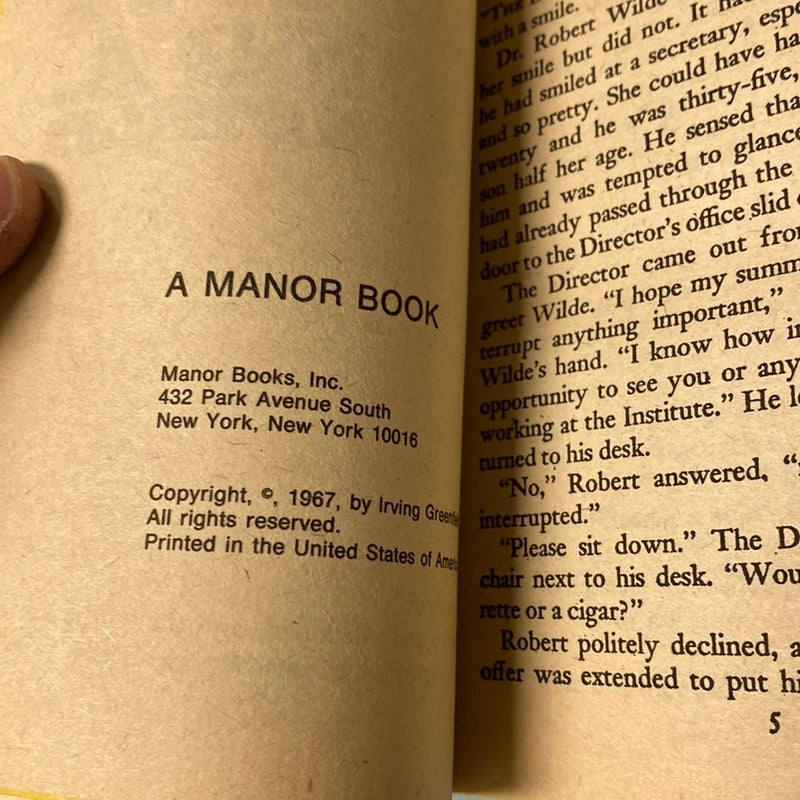 A MANOR BOOK
Manor Books, Inc.
432 Park Avenue South
New York, New York 10016
Copyright, ©, 1967, by Irving
All rights reserved.
Printed in the United States of
"THE
with a smile.
Dr. Robert Wilde
her smile but did not. It had
he had smiled at a secretary,
and so pretty. She could have
twenty and he was thirty-five,
son half her age. He sensed
him and was tempted to glance
had already passed through the
door to the Director's office slid
The Director came out from
greet Wilde. "I hope my
terrupt anything important,"
Wilde's hand. "I know how
opportunity to see you or any
working at the Institute." He
turned to his desk.
"No," Robert answered, "
interrupted."
"Please sit down." The
chair next to his desk. "Wou
rette or a cigar?"
Robert politely declined,
offer was extended to put
5